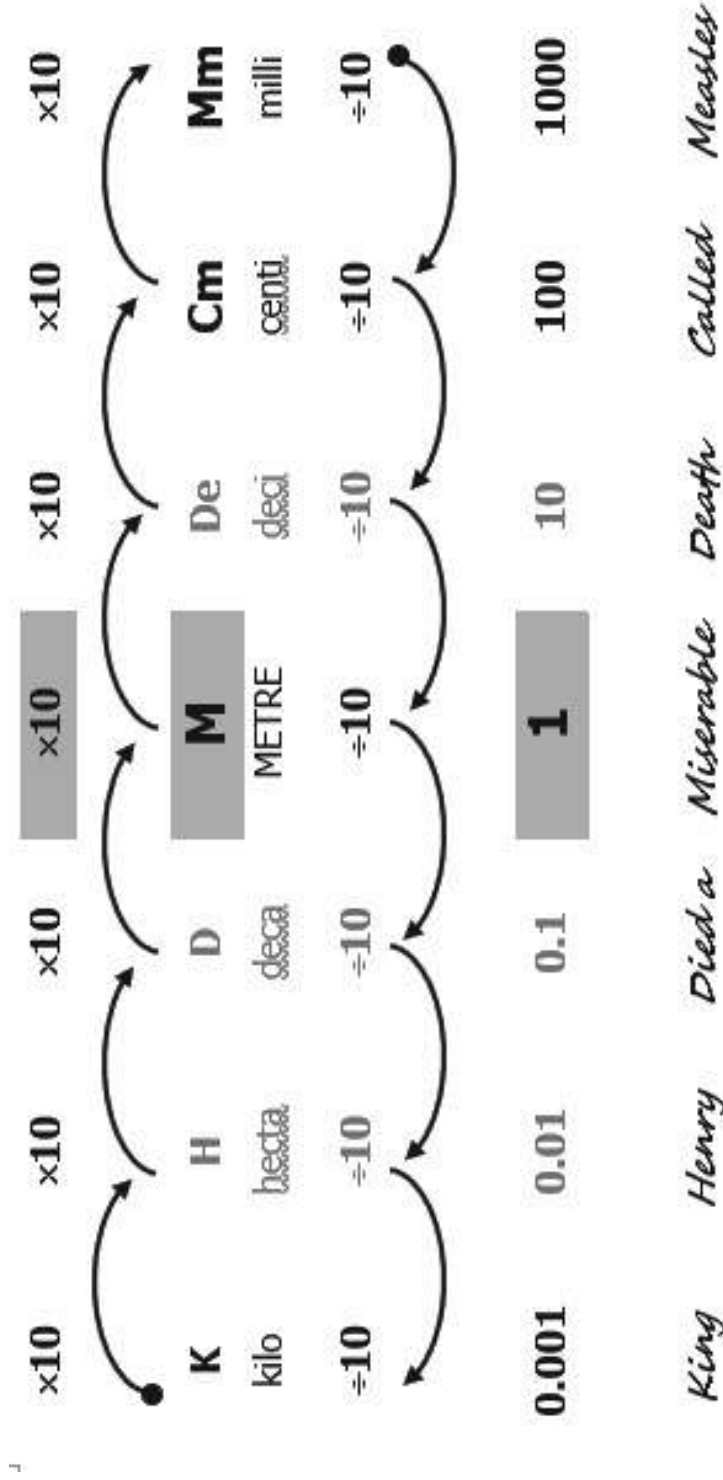 ×10 ×10 ×10 ×10 ×10 ×10 ×10
K H D M De Cm Mm
kilo hecta deca METRE deci centi milli
÷10 ÷10 ÷10 ÷10 ÷10 ÷10 ÷10
0.001 0.01 0.1 1 10 100 1000
King Henry Died a Miserable Death Called Measles